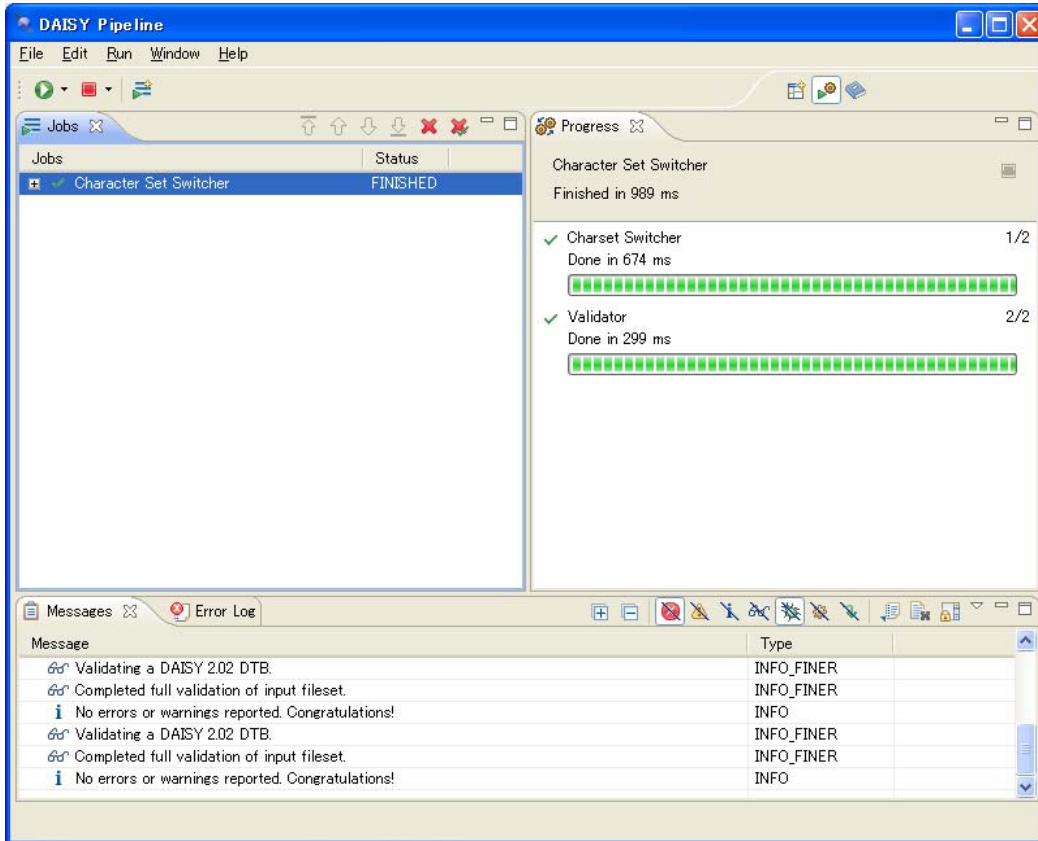 DAISY Pipeline
File Edit Run Window Help
Jobs
Jobs Status
Character Set Switcher FINISHED
Progress
Character Set Switcher
Finished in 989 ms
Charset Switcher 1/2
Done in 674 ms
Validator 2/2
Done in 299 ms
Messages Error Log
Message Type
Validating a DAISY 2.02 DTB. INFO_FINER
Completed full validation of input fileset. INFO_FINER
No errors or warnings reported. Congratulations! INFO
Validating a DAISY 2.02 DTB. INFO_FINER
Completed full validation of input fileset. INFO_FINER
No errors or warnings reported. Congratulations! INFO